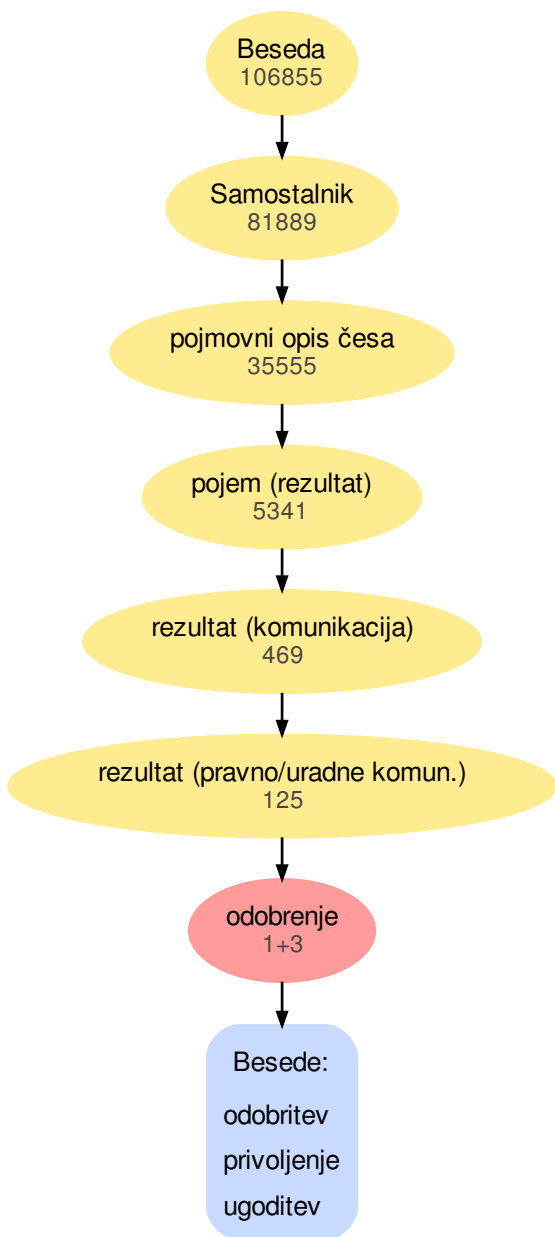 Beseda
106855
Samostalnik
81889
pojmovni opis česa
35555
pojem (rezultat)
5341
rezultat (komunikacija)
469
rezultat (pravno/uradne komun.)
125
odobrenje
1+3
Besede:
odobritev
privoljenje
ugoditev